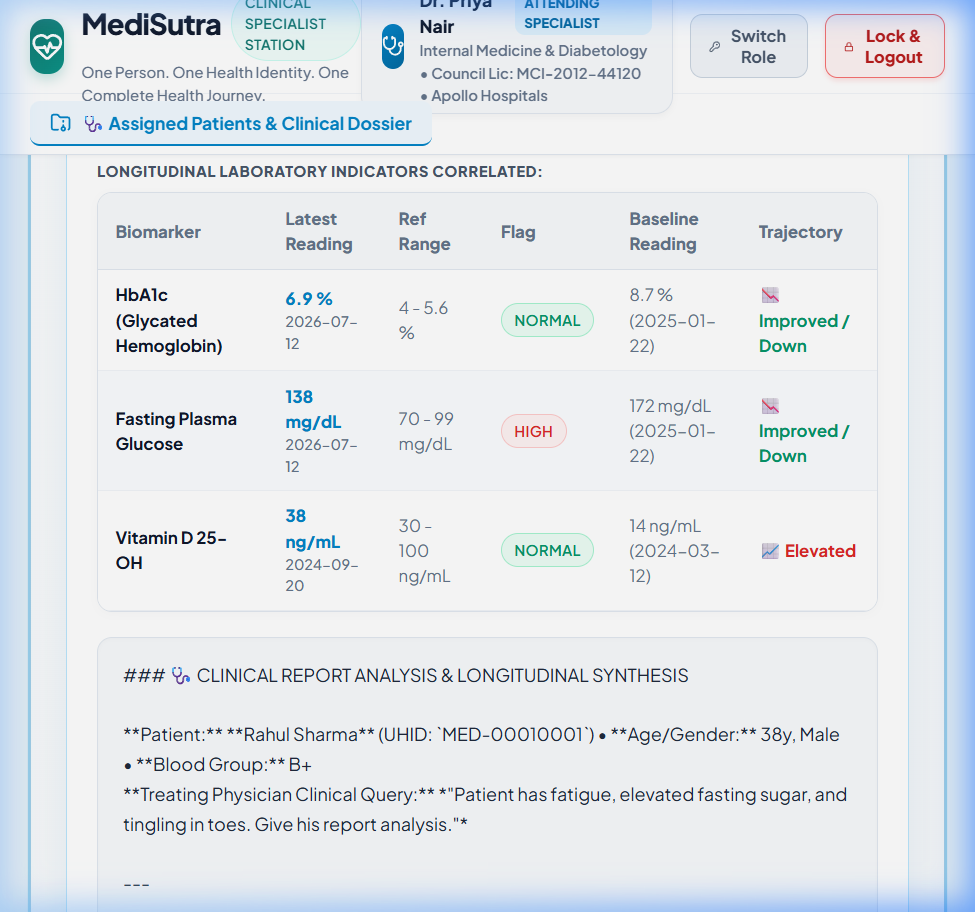 MediSutra
CLINICAL
SPECIALIST
STATION
One Person. One Health Identity. One
Complete Health Journey.
Dr. Priya
Nair
ATTENDING
SPECIALIST
Internal Medicine & Diabetology
• Council Lic: MCI-2012-44120
• Apollo Hospitals
Switch
Role
Lock &
Logout
Assigned Patients & Clinical Dossier
LONGITUDINAL LABORATORY INDICATORS CORRELATED:
Biomarker
Latest
Reading
Ref
Range
Flag
Baseline
Reading
Trajectory
HbA1c
(Glycated
Hemoglobin)
6.9 %
2026-07-
12
4 - 5.6
%
NORMAL
8.7 %
(2025-01-
22)
Improved /
Down
Fasting Plasma
Glucose
138
mg/dL
2026-07-
12
70 - 99
mg/dL
HIGH
172 mg/dL
(2025-01-
22)
Improved /
Down
Vitamin D 25-
OH
38
ng/mL
2024-09-
20
30 -
100
ng/mL
NORMAL
14 ng/mL
(2024-03-
12)
Elevated
### CLINICAL REPORT ANALYSIS & LONGITUDINAL SYNTHESIS
**Patient:** **Rahul Sharma** (UHID: `MED-00010001`) • **Age/Gender:** 38y, Male
• **Blood Group:** B+
**Treating Physician Clinical Query:** *"Patient has fatigue, elevated fasting sugar, and
tingling in toes. Give his report analysis."*
---